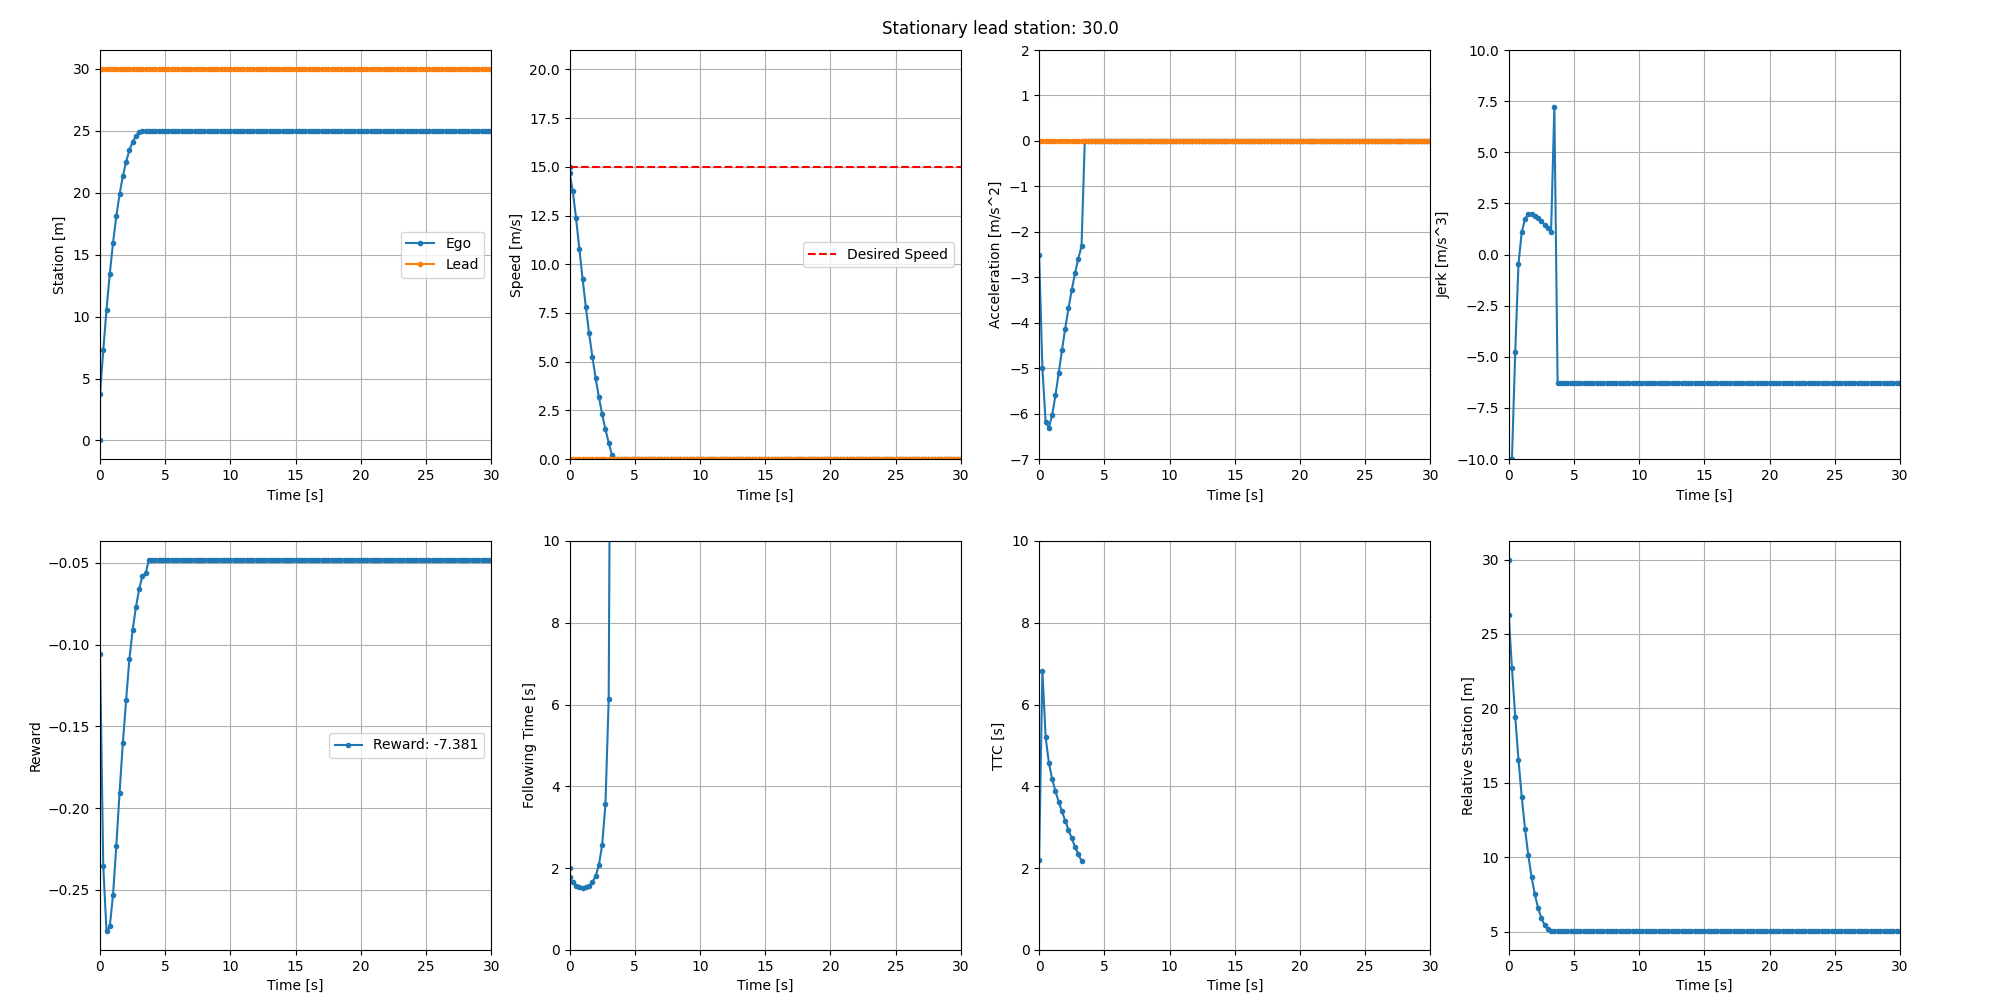 Stationary lead station: 30.0
Station [m]
30
25
20
15
10
5
0
Ego
Lead
0 5 10 15 20 25 30
Time [s]
Speed [m/s]
20.0
17.5
15.0
12.5
10.0
7.5
5.0
2.5
0.0
Desired Speed
0 5 10 15 20 25 30
Time [s]
Acceleration [m/s^2]
2
1
0
−1
−2
−3
−4
−5
−6
−7
0 5 10 15 20 25 30
Time [s]
Jerk [m/s^3]
10.0
7.5
5.0
2.5
0.0
−2.5
−5.0
−7.5
−10.0
0 5 10 15 20 25 30
Time [s]
Reward
−0.05
−0.10
−0.15
−0.20
−0.25
Reward: -7.381
0 5 10 15 20 25 30
Time [s]
Following Time [s]
10
8
6
4
2
0
0 5 10 15 20 25 30
Time [s]
TTC [s]
10
8
6
4
2
0
0 5 10 15 20 25 30
Time [s]
Relative Station [m]
30
25
20
15
10
5
0 5 10 15 20 25 30
Time [s]